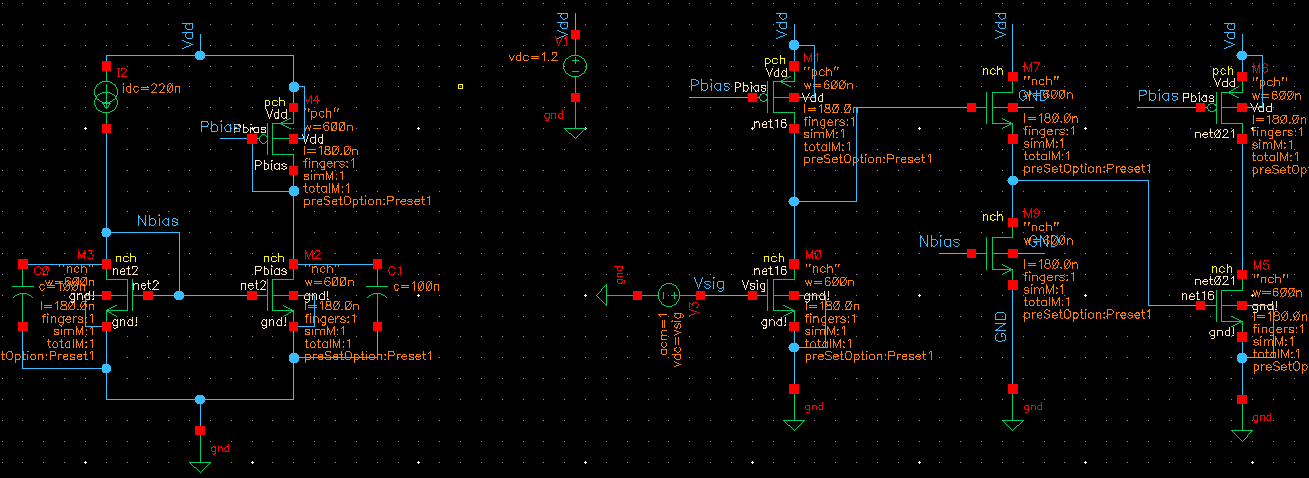 Vdd
I2
idc=220n
pch
M4
Vdd
"pch"
w=600n
Pbias
Pbias
Vdd
l=180.0n
fingers:1
simM:1
Pbias
totalM:1
preSetOption:Preset1
Nbias
M3
nch
net2
C0
"nch"
w=600n
c=100n
net2
gnd!
l=180.0n
fingers:1
gnd!
simM:1
totalM:1
tOption:Preset1
nch
M2
Pbias
"nch"
w=600n
net2
gnd!
l=180.0n
fingers:1
gnd!
simM:1
totalM:1
preSetOption:Preset1
C1
c=100n
gnd
Vdd
V1
vdc=1.2
gnd
Vdd
pch
Vdd
"pch"
w=600n
Pbias
Vdd
l=180.0n
fingers:1
net16
simM:1
totalM:1
preSetOption:Preset1
gnd
Vsig
V3
acm=1
vdc=vsig
nch
M0
net16
"nch"
w=600n
Vsig
gnd!
l=180.0n
fingers:1
gnd!
simM:1
totalM:1
preSetOption:Preset1
gnd
Vdd
M7
nch
"nch"
w=600n
GND
l=180.0n
fingers:1
simM:1
totalM:1
preSetOption:Preset1
Nbias
nch
M9
"nch"
w=600n
GND
l=180.0n
fingers:1
simM:1
totalM:1
preSetOption:Preset1
GND
gnd
Vdd
pch
M6
Vdd
"pch"
w=600n
Pbias
Pbias
Vdd
l=180.0n
fingers:1
net021
simM:1
totalM:1
preSetOp
nch
M5
net021
"nch"
w=600n
net16
gnd!
l=180.0n
fingers:1
gnd!
simM:1
totalM:1
preSetOp
gnd